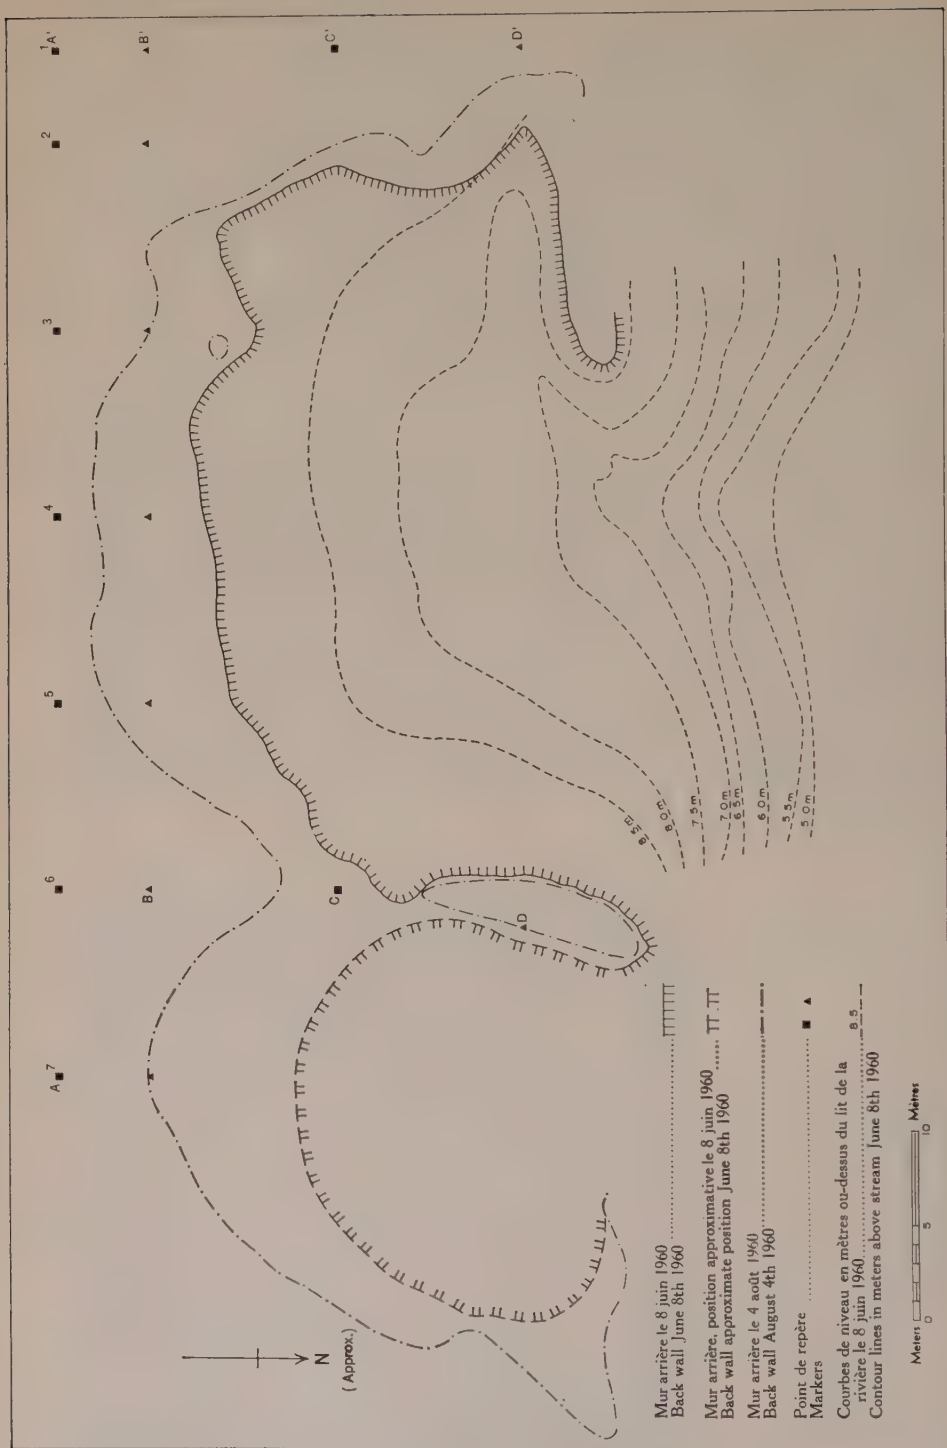 1
A'
B'
C'
D'
2
3
4
5
6
B
C
D
A
7
8.5m
8.0m
7.5m
7.0m
6.5m
6.0m
5.5m
5.0m
N
(Approx.)
Mur arrière le 8 juin 1960
Back wall June 8th 1960
Mur arrière, position approximative le 8 juin 1960
Back wall approximate position June 8th 1960
Mur arrière le 4 août 1960
Back wall August 4th 1960
Point de repère
Markers
Courbes de niveau en mètres ou-dessus du lit de la
rivière le 8 juin 1960 8.5
Contour lines in meters above stream June 8th 1960
Meters Mètres
0 5 10